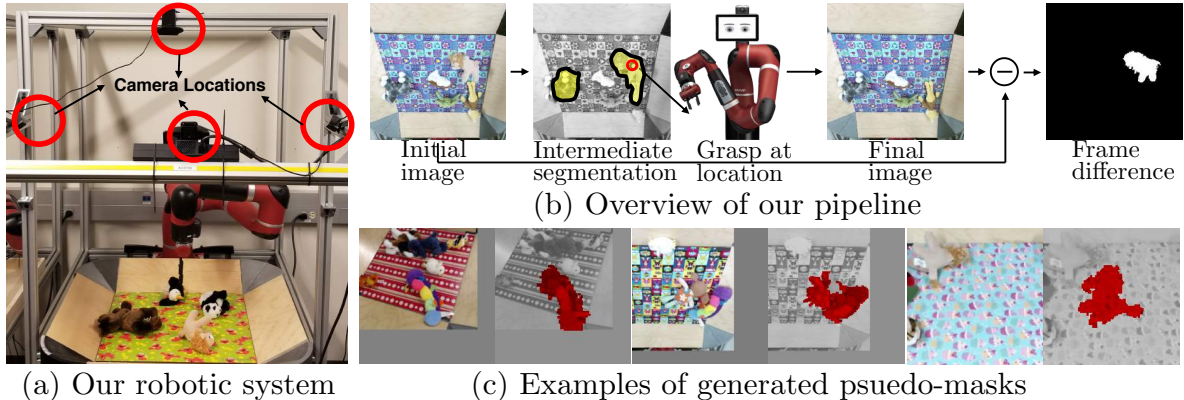 Camera Locations
(a) Our robotic system
Initial
image
Intermediate
segmentation
Grasp at
location
Final
image
Frame
difference
(b) Overview of our pipeline
(c) Examples of generated psuedo-masks